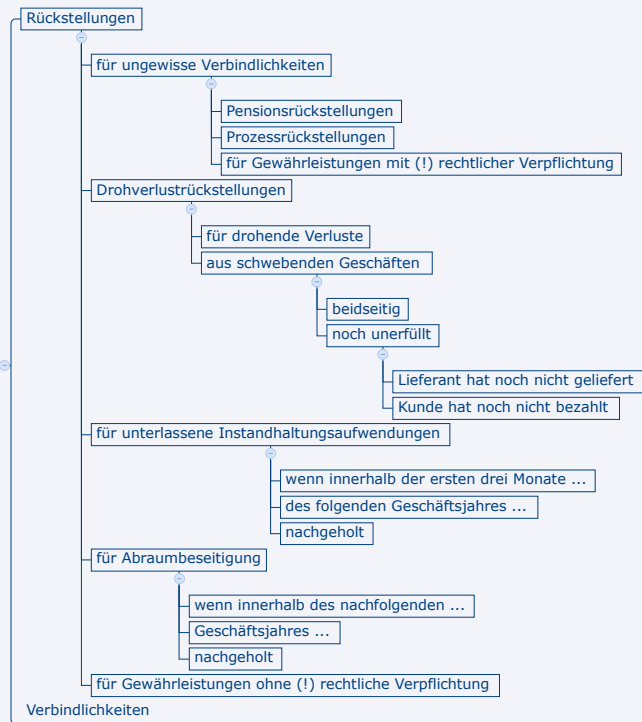 Rückstellungen
für ungewisse Verbindlichkeiten
Pensionsrückstellungen
Prozessrückstellungen
für Gewährleistungen mit (!) rechtlicher Verpflichtung
Drohverlustrückstellungen
für drohende Verluste
aus schwebenden Geschäften
beidseitig
noch unerfüllt
Lieferant hat noch nicht geliefert
Kunde hat noch nicht bezahlt
für unterlassene Instandhaltungsaufwendungen
wenn innerhalb der ersten drei Monate ...
des folgenden Geschäftsjahres ...
nachgeholt
für Abraumbeseitigung
wenn innerhalb des nachfolgenden ...
Geschäftsjahres ...
nachgeholt
für Gewährleistungen ohne (!) rechtliche Verpflichtung
Verbindlichkeiten